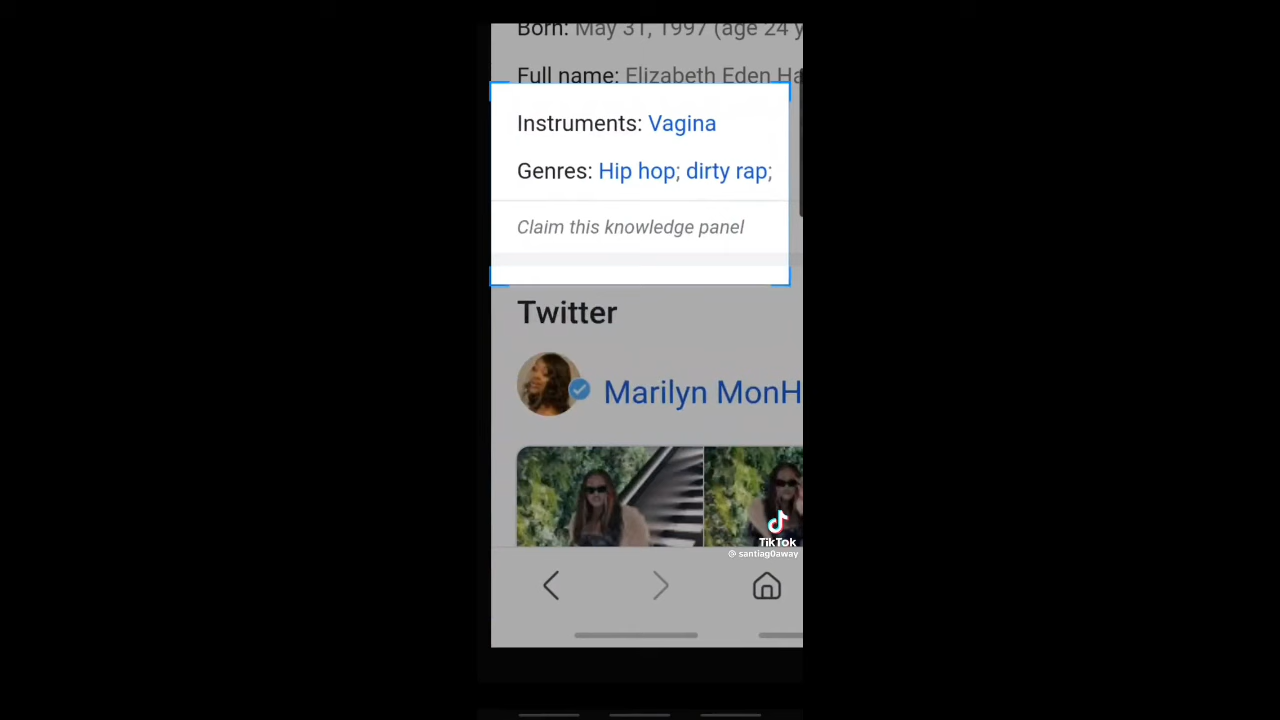 Born: May 31, 1997 (age 24 y
Full name: Elizabeth Eden Ha
Instruments: Vagina
Genres: Hip hop; dirty rap;
Claim this knowledge panel
Twitter
Marilyn MonH
TikTok
@ santiag0away